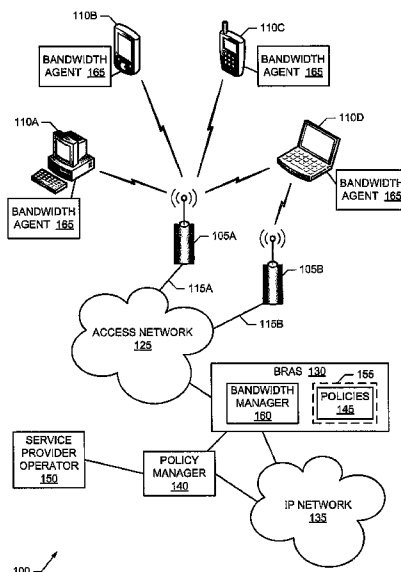 110B
110C
BANDWIDTH
AGENT 165
BANDWIDTH
AGENT 165
110A
110D
BANDWIDTH
AGENT 165
BANDWIDTH
AGENT 165
105A
105B
115A
115B
ACCESS NETWORK
125
BRAS 130
155
BANDWIDTH
MANAGER
160
POLICIES
145
SERVICE
PROVIDER
OPERATOR
150
POLICY
MANAGER
140
IP NETWORK
135
100